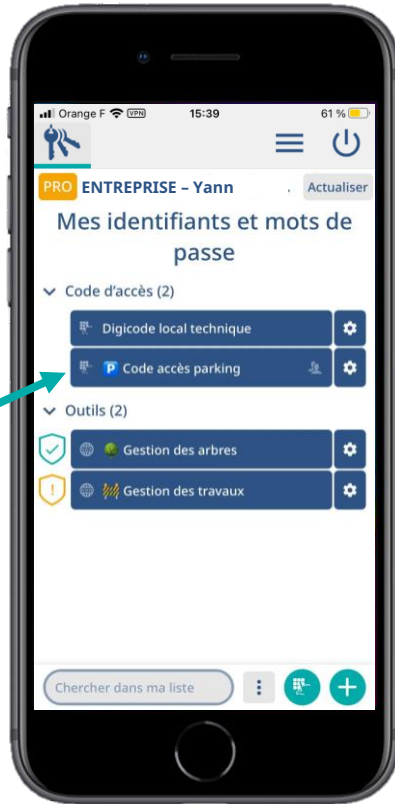 Orange F VPN 15:39 61 %
PRO ENTREPRISE – Yann . Actualiser
Mes identifiants et mots de
passe
Code d'accès (2)
Digicode local technique
P Code accès parking
Outils (2)
Gestion des arbres
Gestion des travaux
Chercher dans ma liste